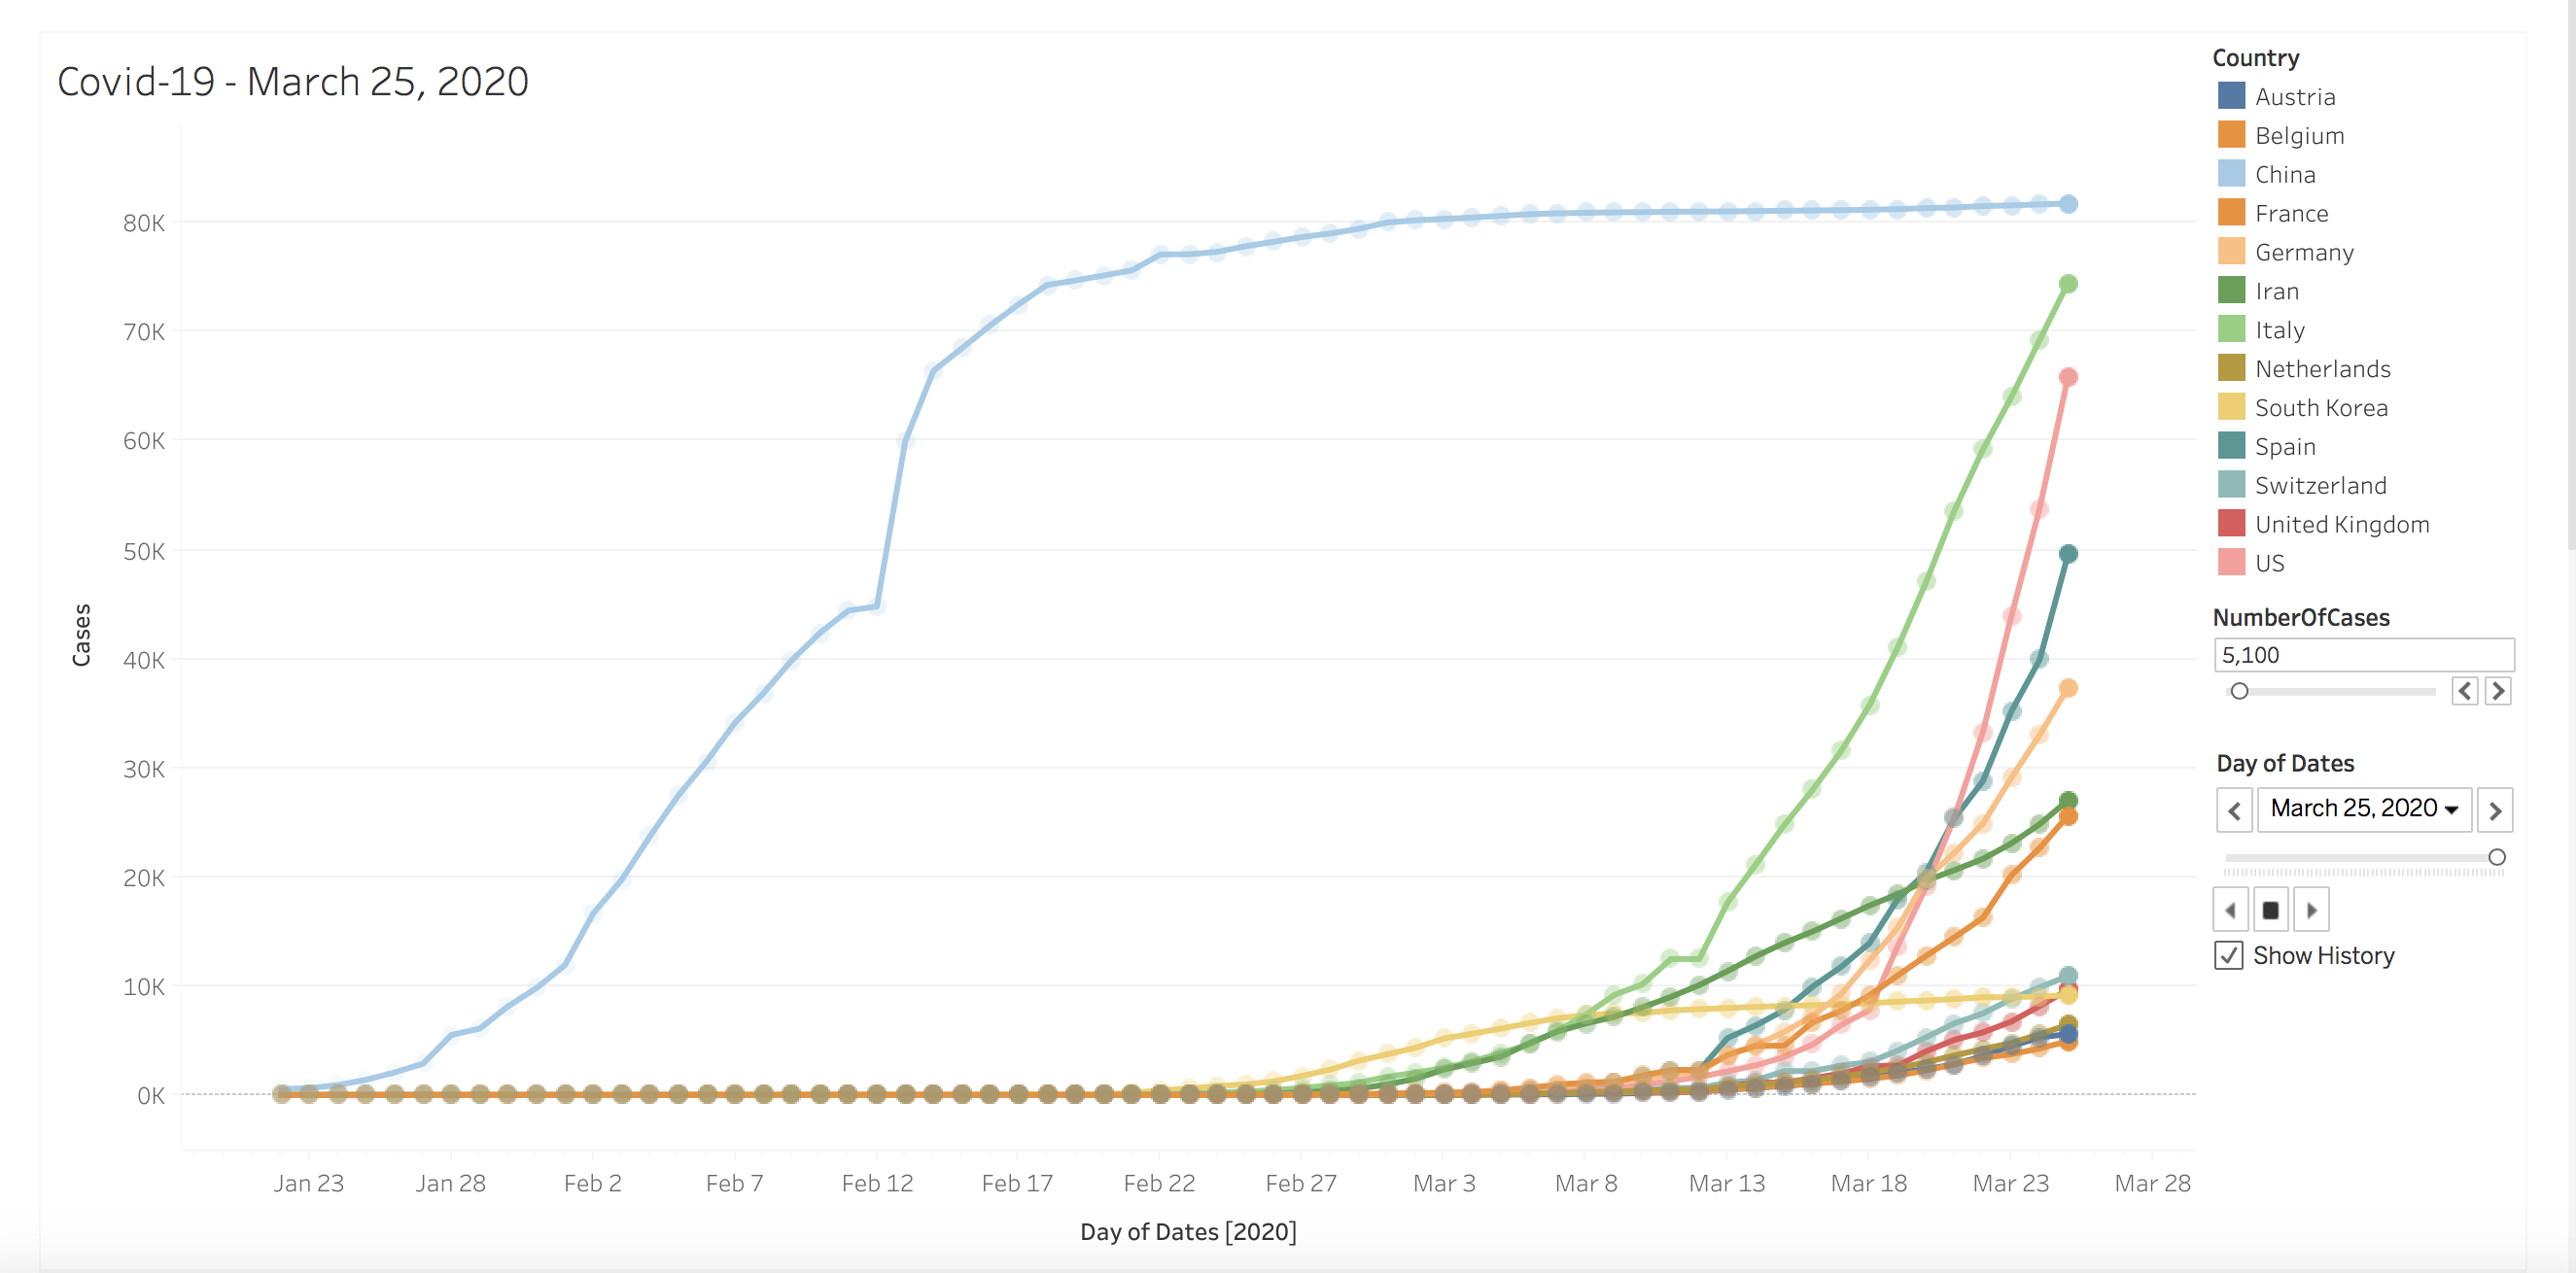 Covid-19 - March 25, 2020
80K
70K
60K
50K
40K
30K
20K
10K
0K
Cases
Jan 23 Jan 28 Feb 2 Feb 7 Feb 12 Feb 17 Feb 22 Feb 27 Mar 3 Mar 8 Mar 13 Mar 18 Mar 23 Mar 28
Day of Dates [2020]
Country
Austria
Belgium
China
France
Germany
Iran
Italy
Netherlands
South Korea
Spain
Switzerland
United Kingdom
US
NumberOfCases
5,100
Day of Dates
March 25, 2020
Show History